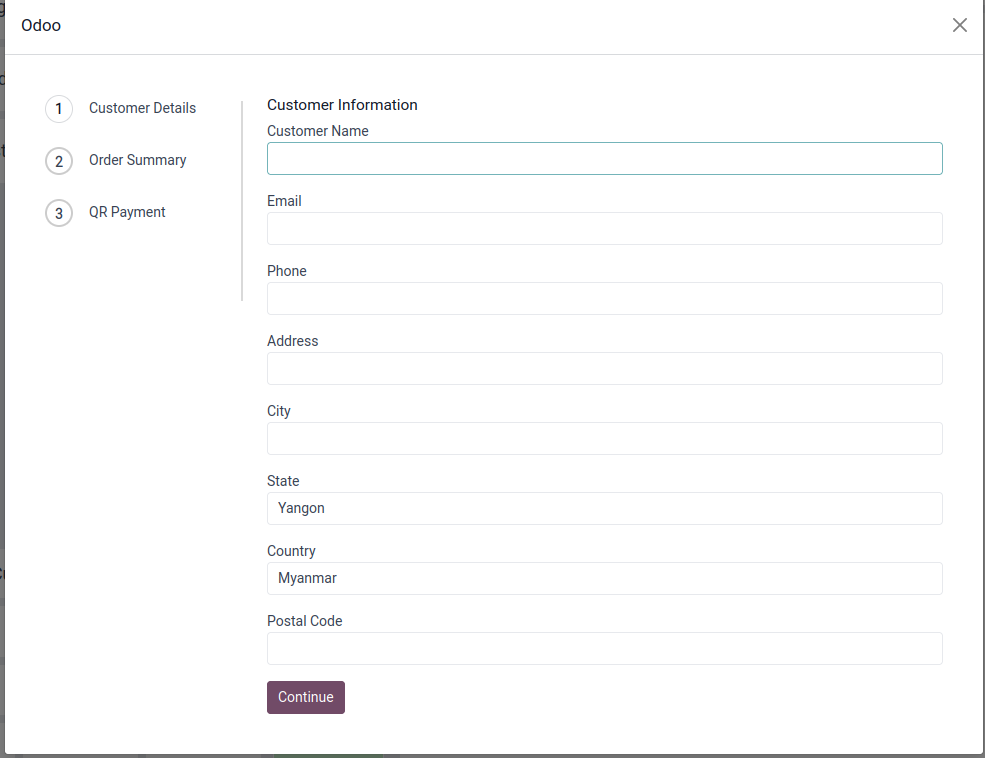 Odoo
1 Customer Details
2 Order Summary
3 QR Payment
Customer Information
Customer Name
Email
Phone
Address
City
State
Yangon
Country
Myanmar
Postal Code
Continue